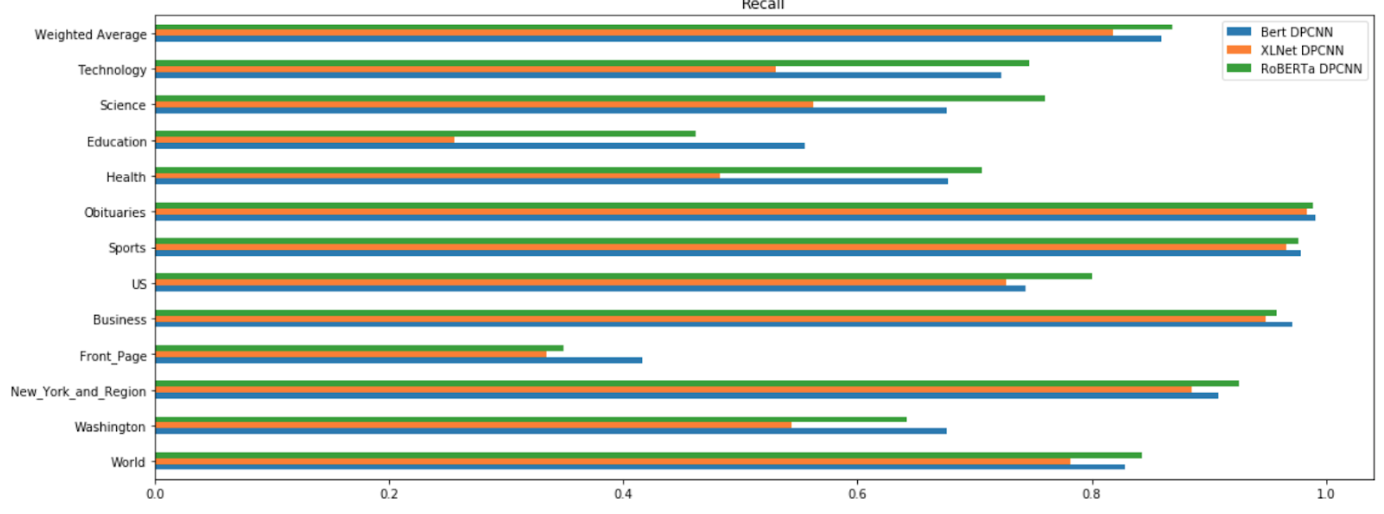 Recall
Weighted Average
Technology
Science
Education
Health
Obituaries
Sports
US
Business
Front_Page
New_York_and_Region
Washington
World
Bert DPCNN
XLNet DPCNN
RoBERTa DPCNN
0.0 0.2 0.4 0.6 0.8 1.0